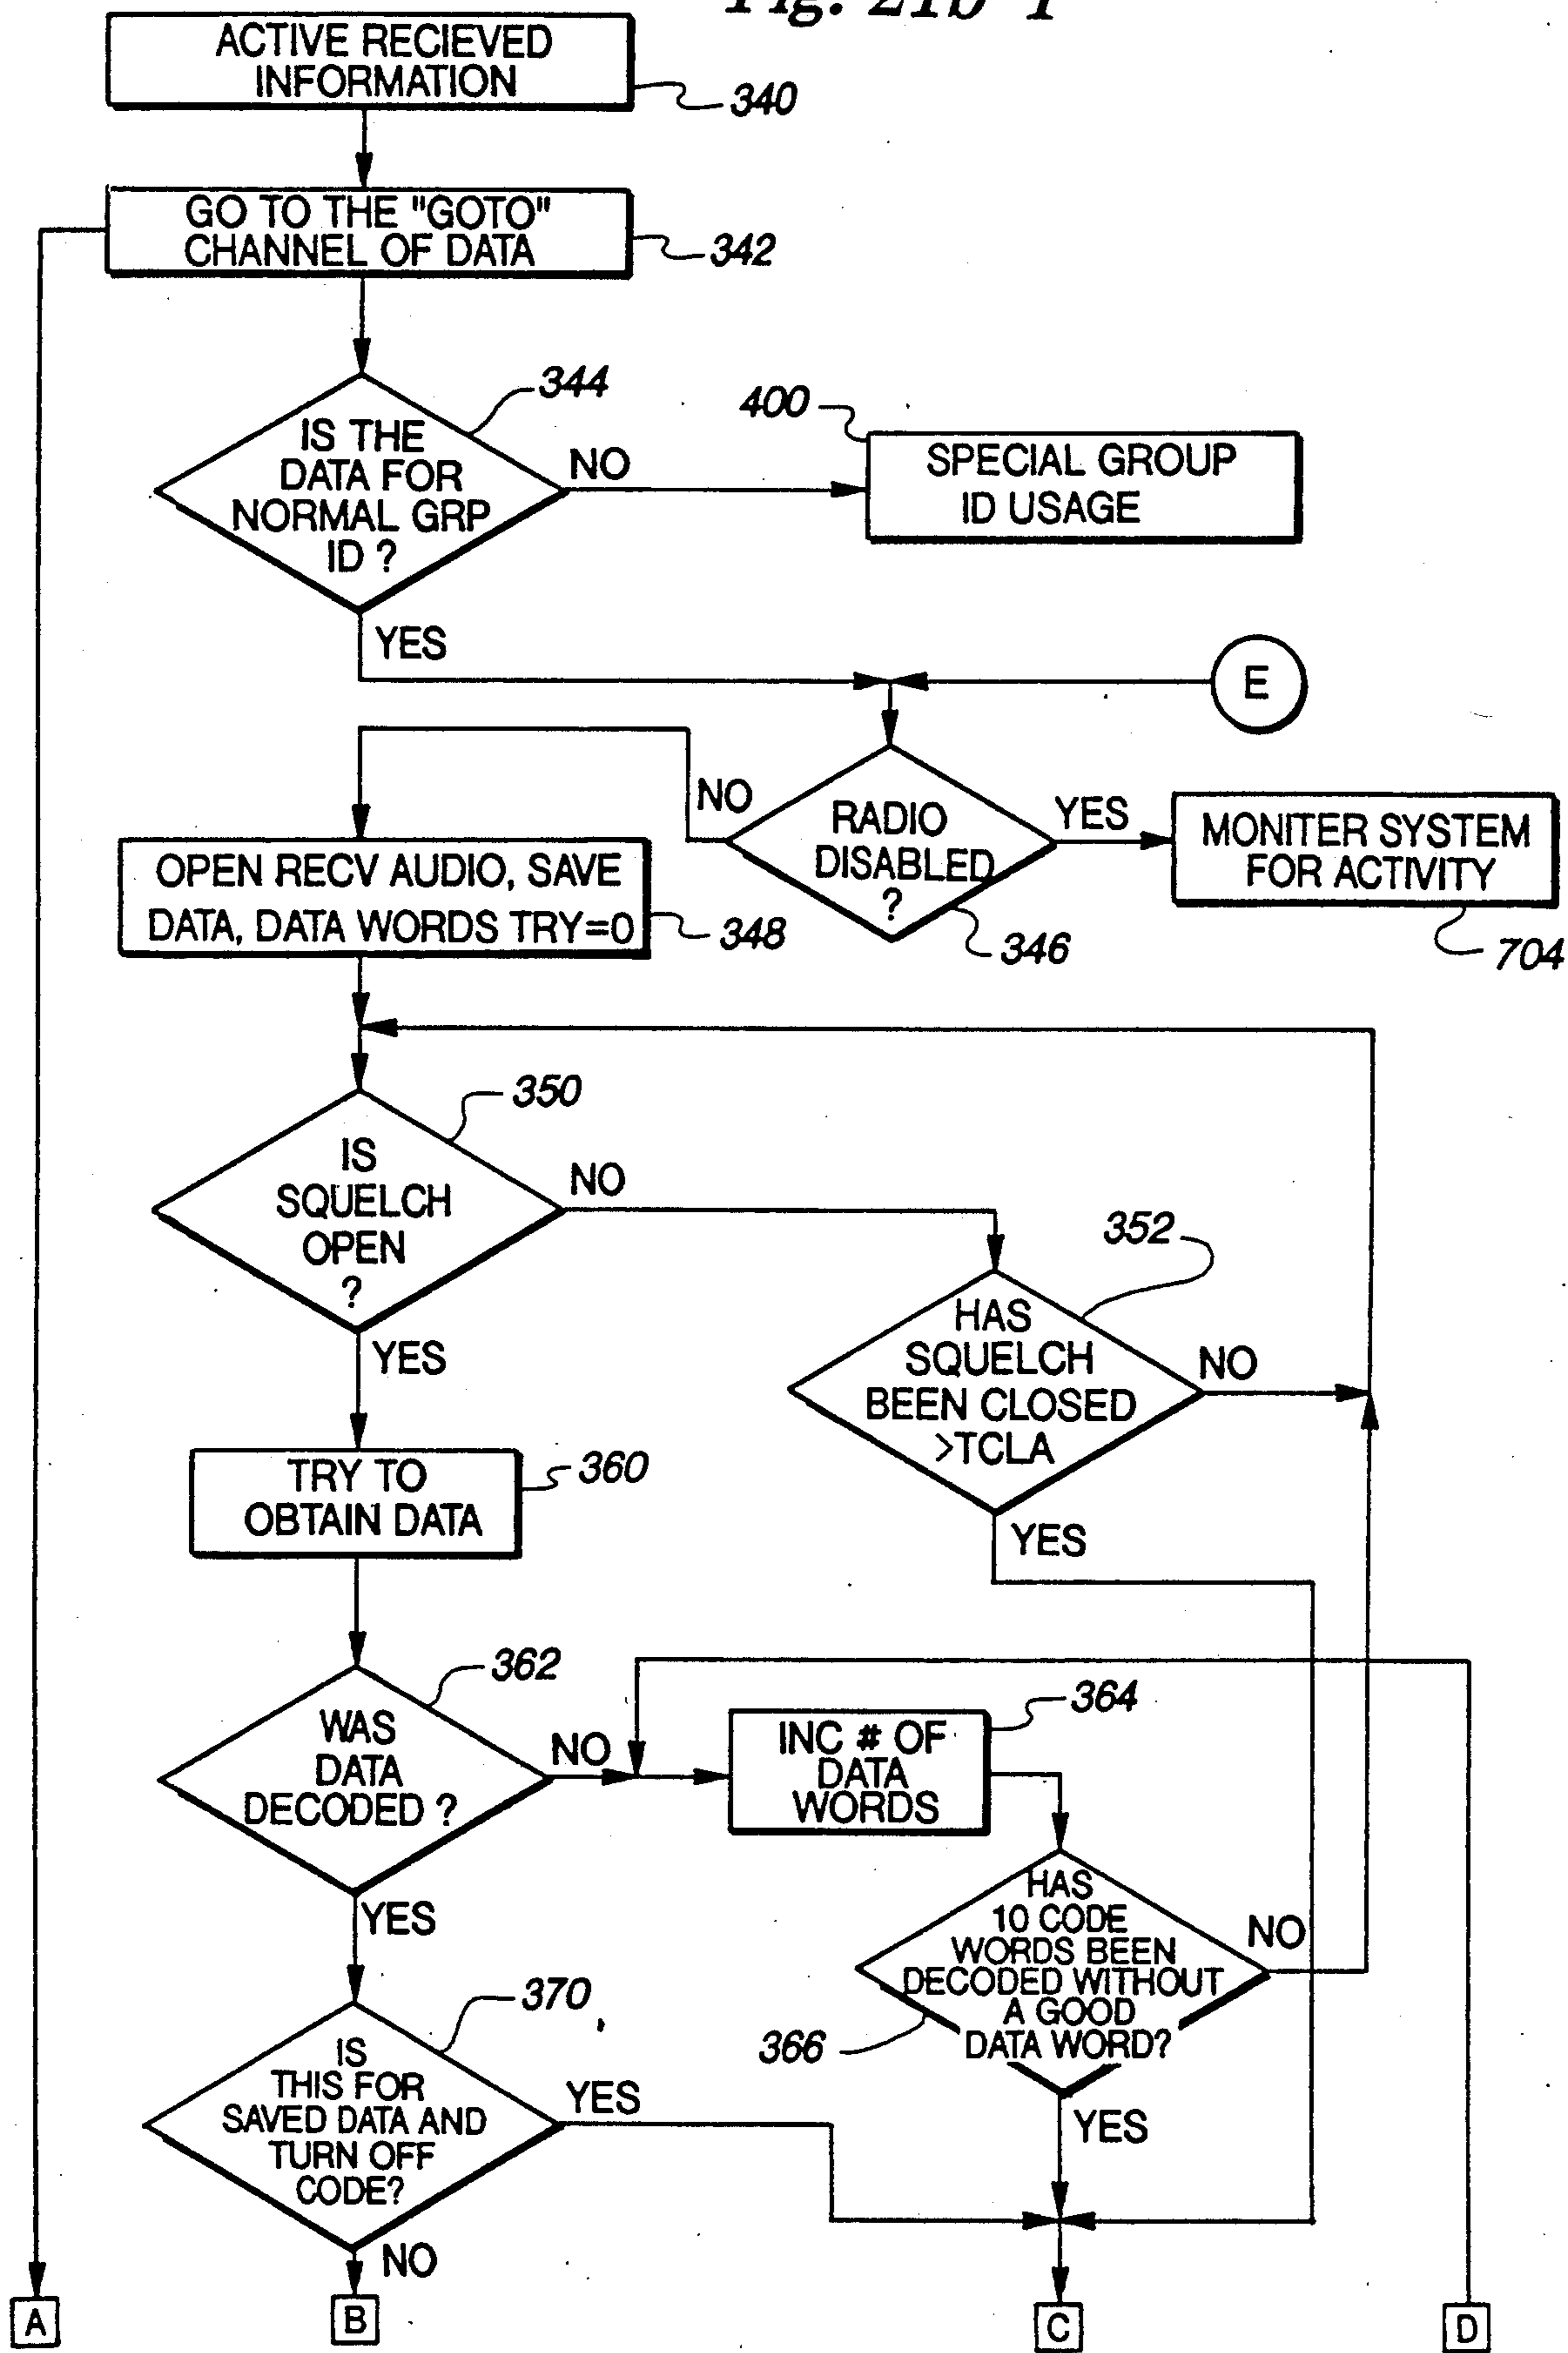 Fig. 21b-1
ACTIVE RECIEVED
INFORMATION
340
GO TO THE "GOTO"
CHANNEL OF DATA
342
344
IS THE
DATA FOR
NORMAL GRP
ID ?
NO
400
SPECIAL GROUP
ID USAGE
YES
E
NO
RADIO
DISABLED
?
YES
346
MONITER SYSTEM
FOR ACTIVITY
704
OPEN RECV AUDIO, SAVE
DATA, DATA WORDS TRY=0
348
350
IS
SQUELCH
OPEN
?
NO
YES
352
HAS
SQUELCH
BEEN CLOSED
>TCLA
NO
YES
TRY TO
OBTAIN DATA
360
362
WAS
DATA
DECODED ?
NO
YES
364
INC # OF
DATA
WORDS
HAS
10 CODE
WORDS BEEN
DECODED WITHOUT
A GOOD
DATA WORD?
NO
366
YES
370
IS
THIS FOR
SAVED DATA AND
TURN OFF
CODE?
YES
NO
A
B
C
D